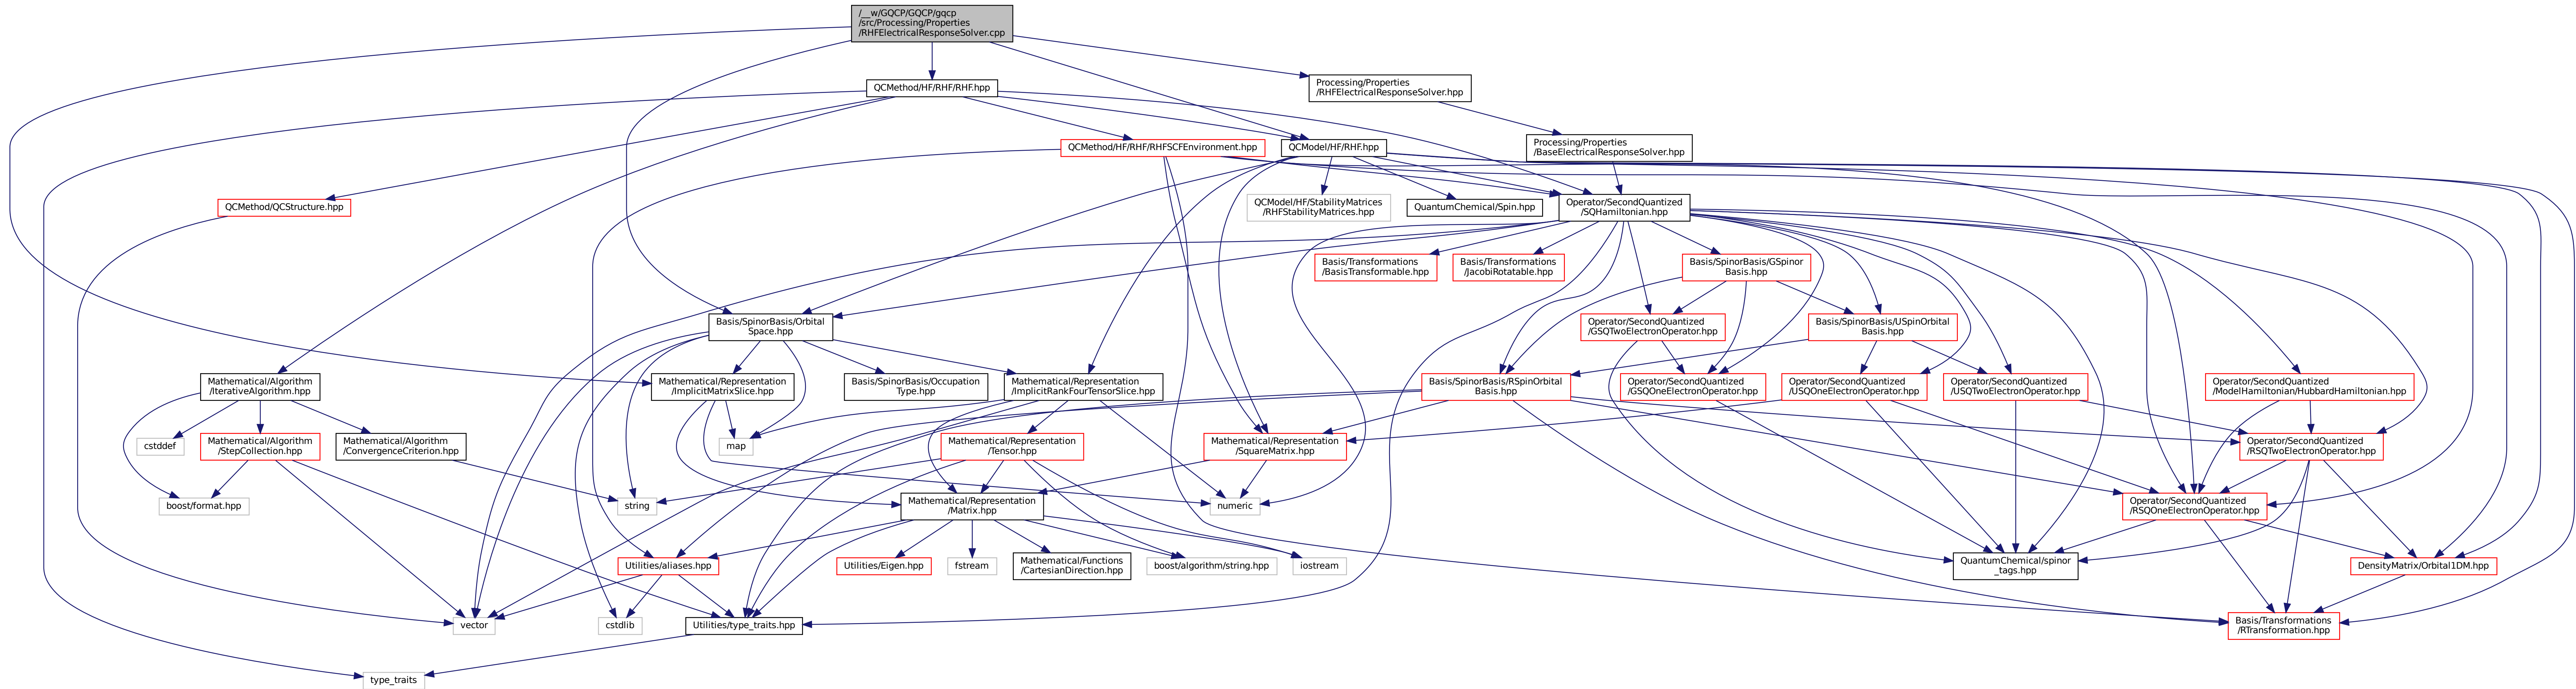 /__w/GQCP/GQCP/gqcp
/src/Processing/Properties
/RHFElectricalResponseSolver.cpp
QCMethod/HF/RHF/RHF.hpp
Processing/Properties
/RHFElectricalResponseSolver.hpp
QCMethod/HF/RHF/RHFSCFEnvironment.hpp
QCModel/HF/RHF.hpp
Processing/Properties
/BaseElectricalResponseSolver.hpp
QCMethod/QCStructure.hpp
QCModel/HF/StabilityMatrices
/RHFStabilityMatrices.hpp
QuantumChemical/Spin.hpp
Operator/SecondQuantized
/SQHamiltonian.hpp
Basis/Transformations
/BasisTransformable.hpp
Basis/Transformations
/JacobiRotatable.hpp
Basis/SpinorBasis/GSpinor
Basis.hpp
Basis/SpinorBasis/Orbital
Space.hpp
Operator/SecondQuantized
/GSQTwoElectronOperator.hpp
Basis/SpinorBasis/USpinOrbital
Basis.hpp
Mathematical/Algorithm
/IterativeAlgorithm.hpp
Mathematical/Representation
/ImplicitMatrixSlice.hpp
Basis/SpinorBasis/Occupation
Type.hpp
Mathematical/Representation
/ImplicitRankFourTensorSlice.hpp
Basis/SpinorBasis/RSpinOrbital
Basis.hpp
Operator/SecondQuantized
/GSQOneElectronOperator.hpp
Operator/SecondQuantized
/USQOneElectronOperator.hpp
Operator/SecondQuantized
/USQTwoElectronOperator.hpp
Operator/SecondQuantized
/ModelHamiltonian/HubbardHamiltonian.hpp
cstddef
Mathematical/Algorithm
/StepCollection.hpp
Mathematical/Algorithm
/ConvergenceCriterion.hpp
map
Mathematical/Representation
/Tensor.hpp
Mathematical/Representation
/SquareMatrix.hpp
Operator/SecondQuantized
/RSQTwoElectronOperator.hpp
boost/format.hpp
string
Mathematical/Representation
/Matrix.hpp
numeric
Operator/SecondQuantized
/RSQOneElectronOperator.hpp
Utilities/aliases.hpp
Utilities/Eigen.hpp
fstream
Mathematical/Functions
/CartesianDirection.hpp
boost/algorithm/string.hpp
iostream
QuantumChemical/spinor
_tags.hpp
DensityMatrix/Orbital1DM.hpp
vector
cstdlib
Utilities/type_traits.hpp
Basis/Transformations
/RTransformation.hpp
type_traits